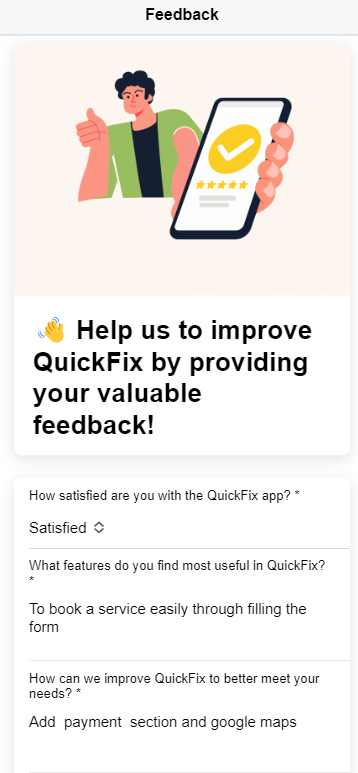 Feedback
👋 Help us to improve
QuickFix by providing
your valuable
feedback!
How satisfied are you with the QuickFix app? *
Satisfied
What features do you find most useful in QuickFix?
*
To book a service easily through filling the
form
How can we improve QuickFix to better meet your
needs? *
Add  payment  section and google maps